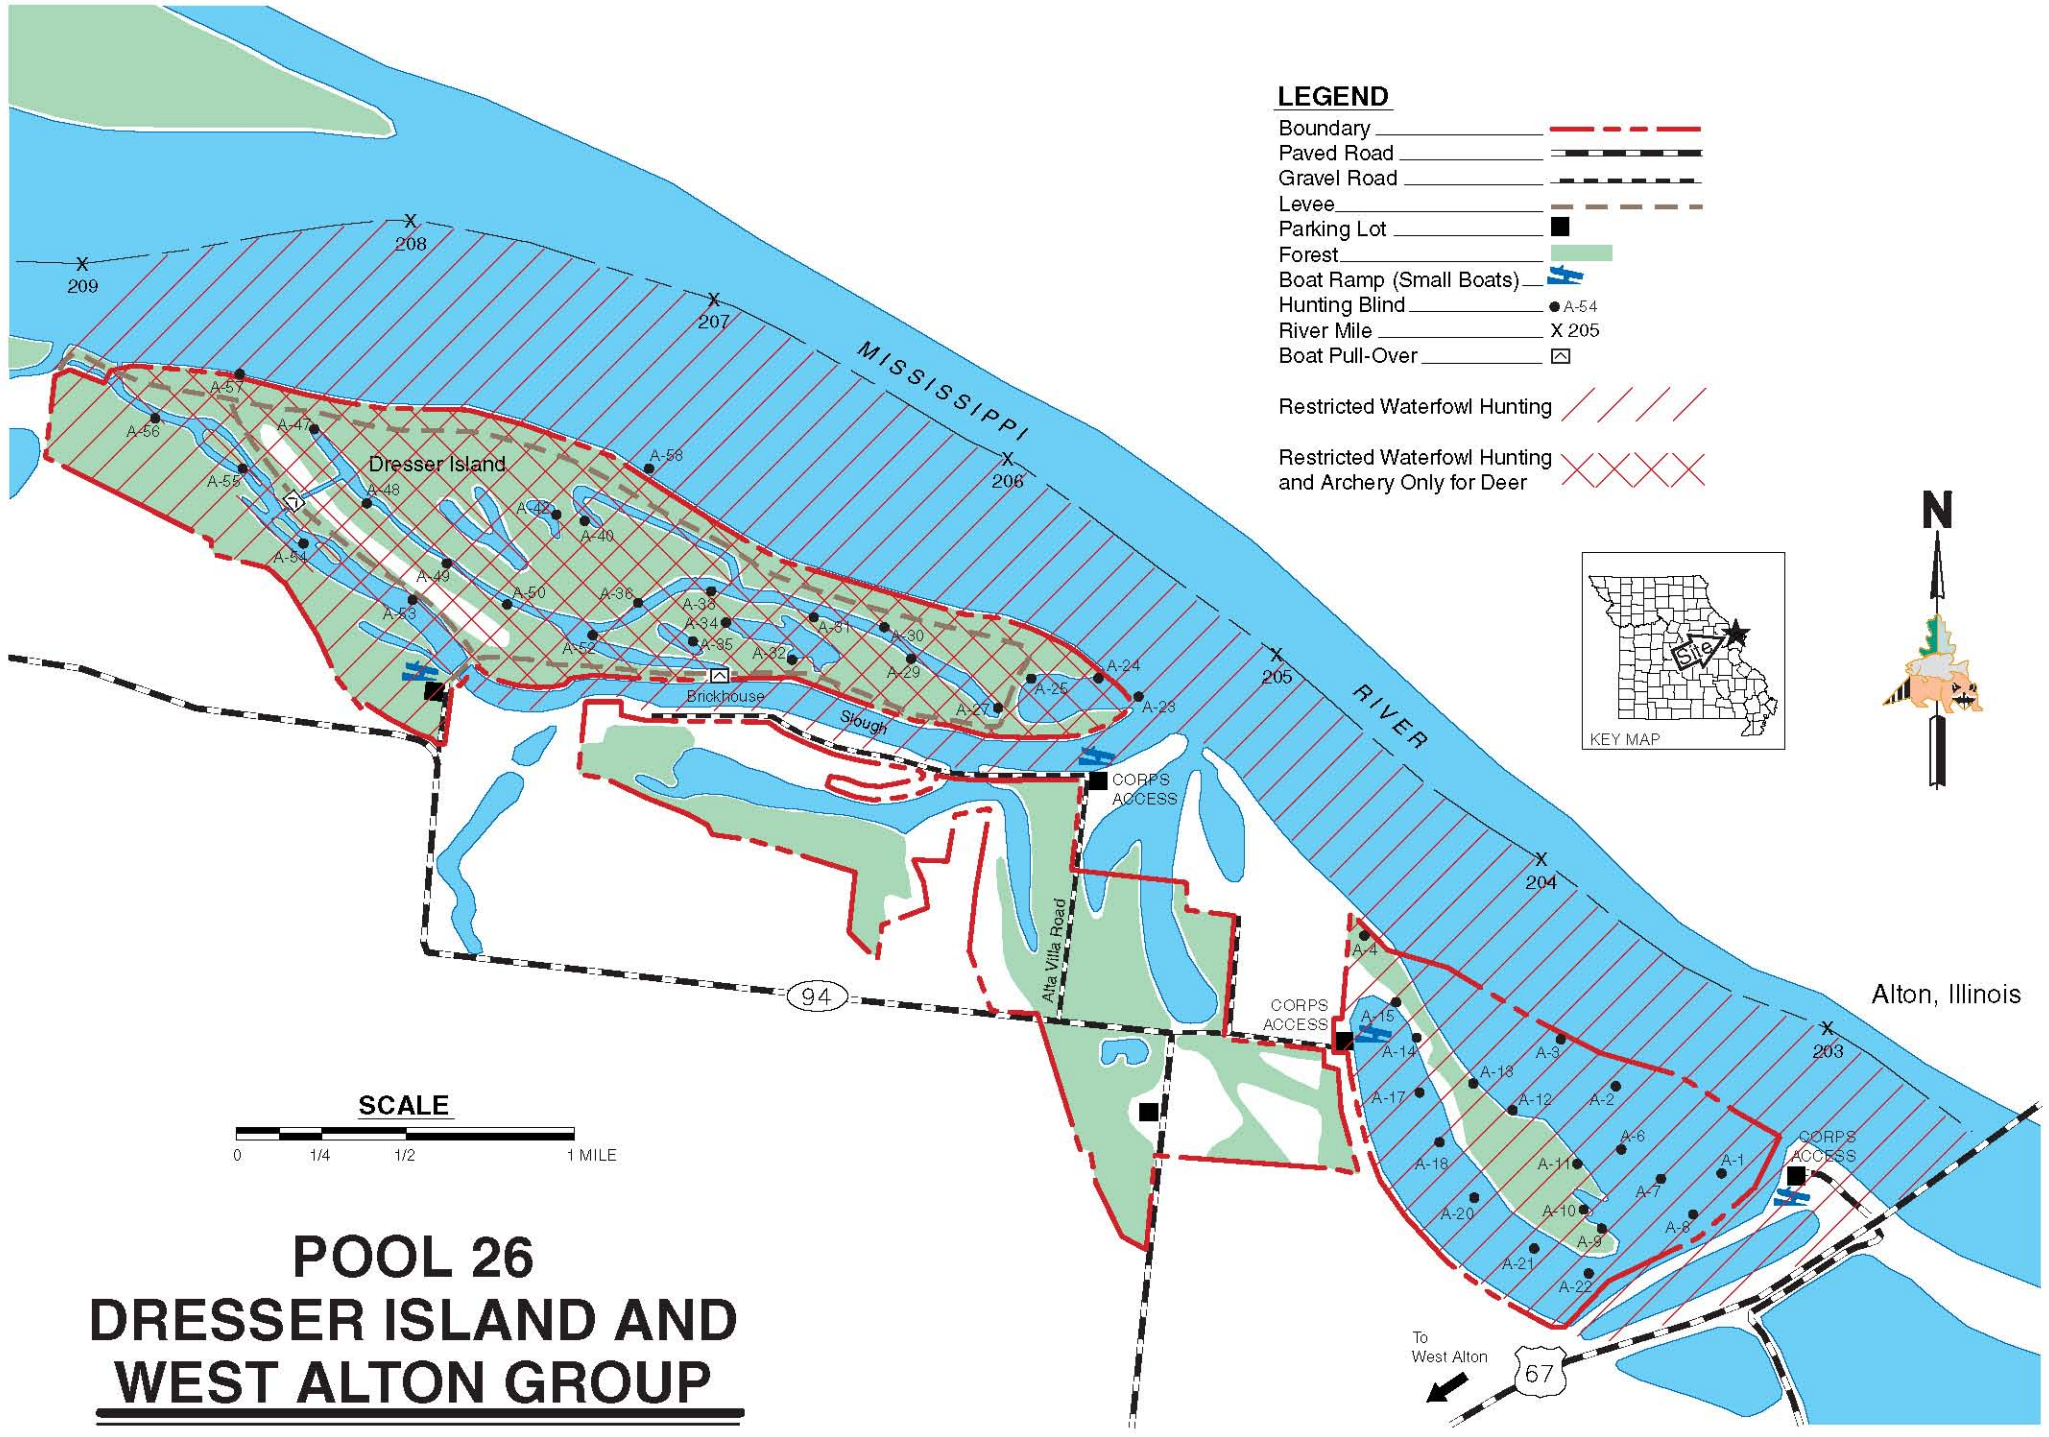 LEGEND
Boundary
Paved Road
Gravel Road
Levee
Parking Lot
Forest
Boat Ramp (Small Boats)
Hunting Blind A-54
River Mile X 205
Boat Pull-Over
Restricted Waterfowl Hunting
Restricted Waterfowl Hunting
and Archery Only for Deer
N
Site
KEY MAP
X
208
X
209
X
207
MISSISSIPPI
X
206
X
205
RIVER
X
204
X
203
A-57
A-56
A-47
A-58
Dresser Island
A-55
A-48
A-42
A-40
A-54
A-49
A-50
A-36
A-33
A-53
A-34
A-31
A-30
A-52
A-35
A-32
A-29
A-24
A-25
A-23
A-27
Brickhouse
Slough
CORPS
ACCESS
Alta Villa Road
94
CORPS
ACCESS
A-4
A-15
A-14
A-3
A-13
A-17
A-12
A-2
A-6
A-18
A-11
A-1
A-7
A-20
A-10
A-8
A-9
A-21
A-22
CORPS
ACCESS
Alton, Illinois
To
West Alton
67
SCALE
0 1/4 1/2 1 MILE
POOL 26
DRESSER ISLAND AND
WEST ALTON GROUP